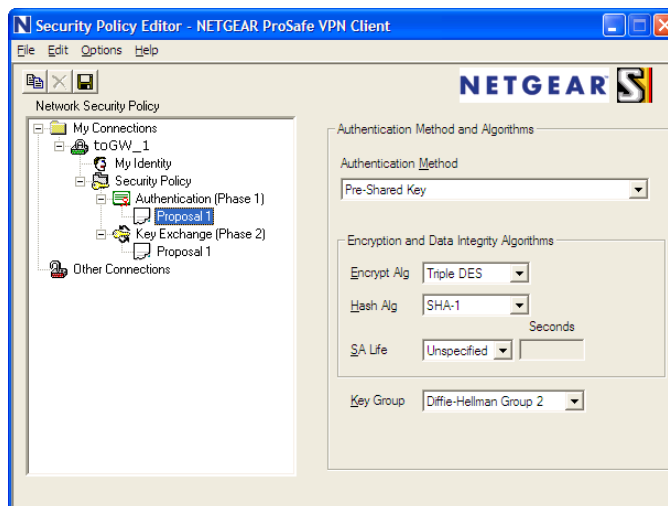 N Security Policy Editor - NETGEAR ProSafe VPN Client
File Edit Options Help
NETGEAR S
Network Security Policy
My Connections
toGW_1
My Identity
Security Policy
Authentication (Phase 1)
Proposal 1
Key Exchange (Phase 2)
Proposal 1
Other Connections
Authentication Method and Algorithms
Authentication Method
Pre-Shared Key
Encryption and Data Integrity Algorithms
Encrypt Alg Triple DES
Hash Alg SHA-1
Seconds
SA Life Unspecified
Key Group Diffie-Hellman Group 2